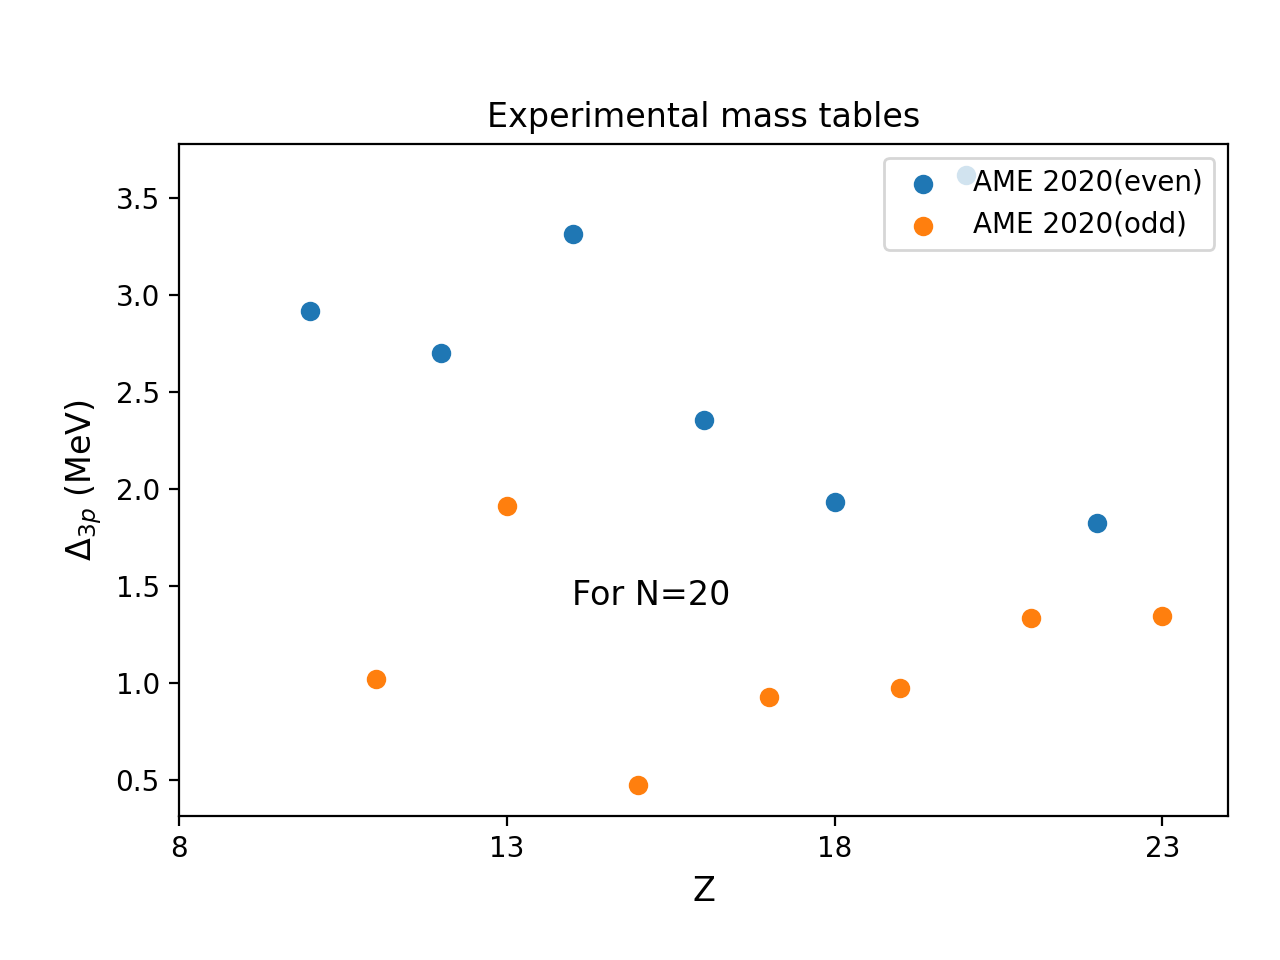 Experimental mass tables
AME 2020(even)
AME 2020(odd)
3.5
3.0
2.5
2.0
1.5
1.0
0.5
Δ₃ₚ (MeV)
For N=20
8 13 18 23
Z